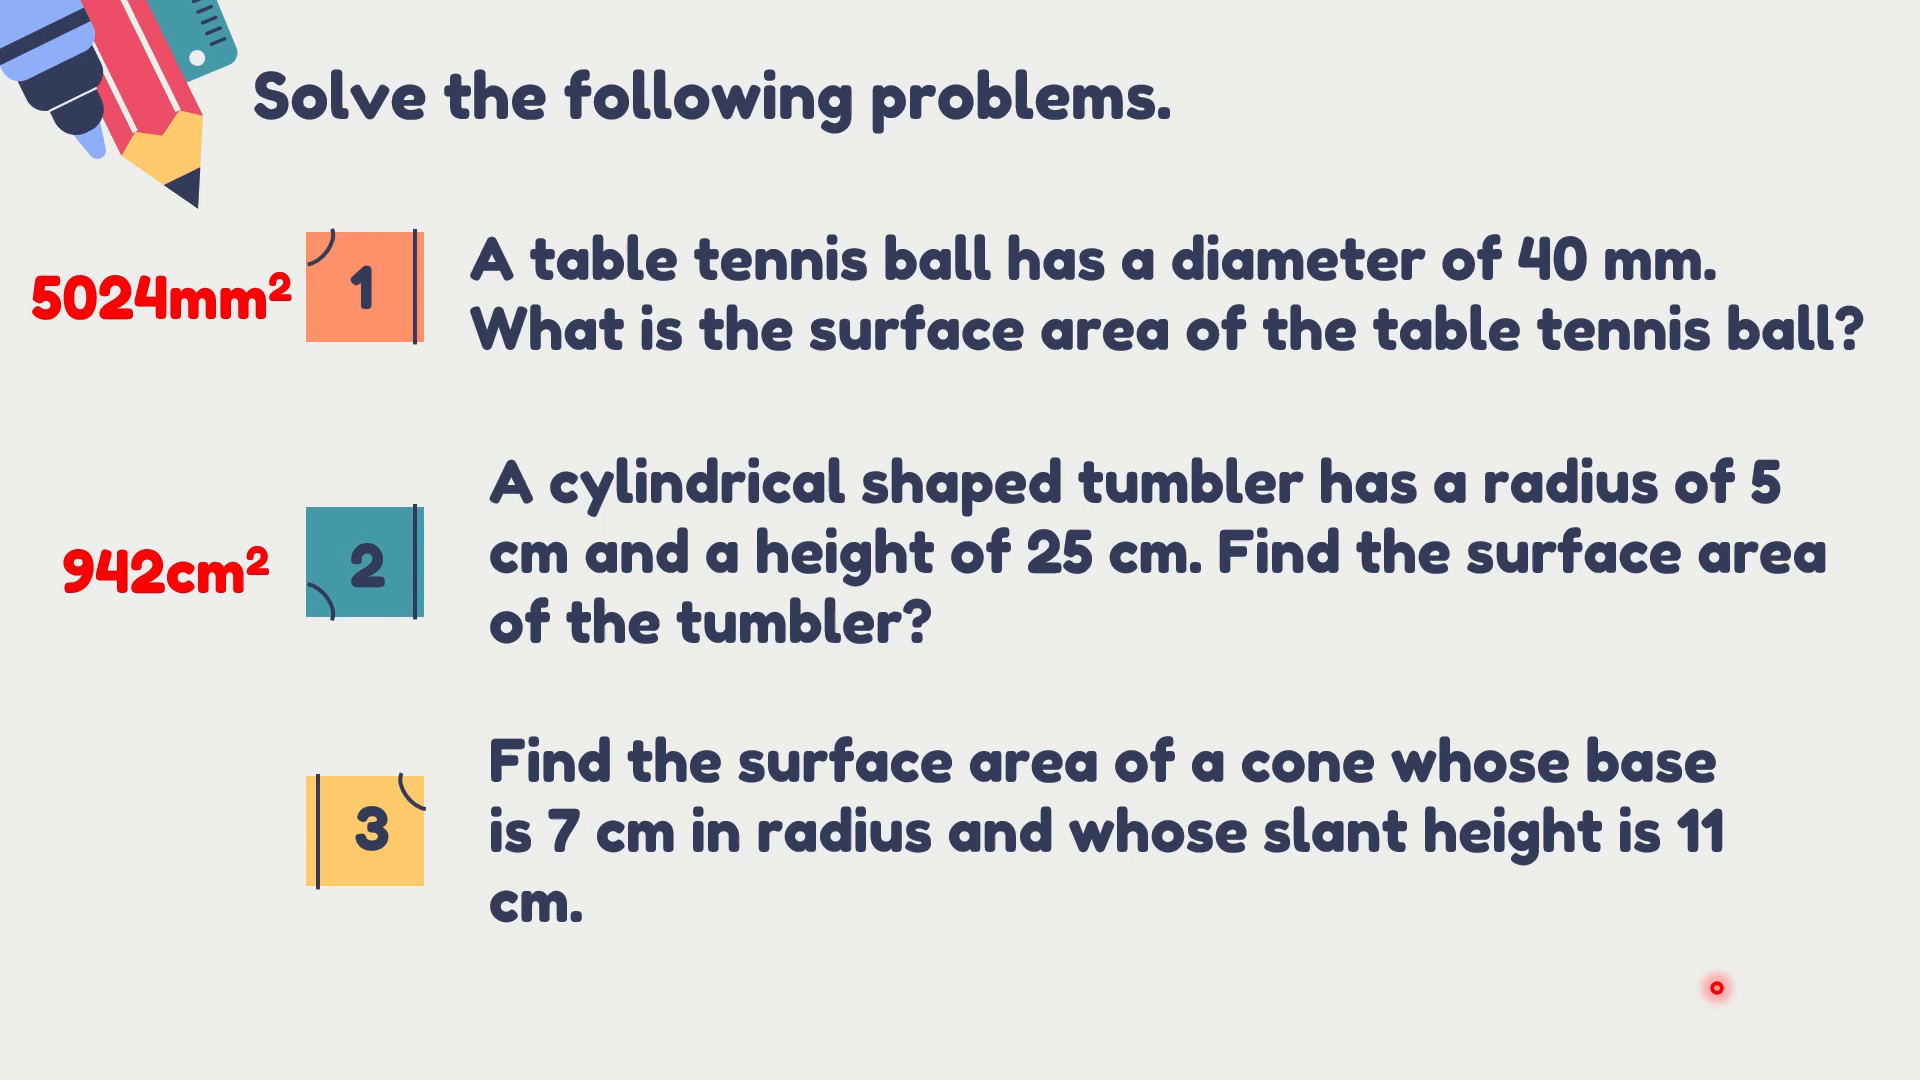 Solve the following problems.
5024mm²
1
A table tennis ball has a diameter of 40 mm.
What is the surface area of the table tennis ball?
942cm²
2
A cylindrical shaped tumbler has a radius of 5
cm and a height of 25 cm. Find the surface area
of the tumbler?
3
Find the surface area of a cone whose base
is 7 cm in radius and whose slant height is 11
cm.